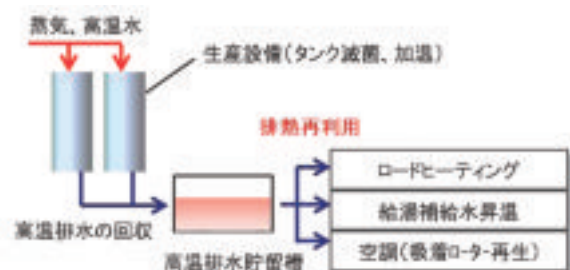 蒸気、高温水
生産設備(タンク滅菌、加温)
排熱再利用
ロードヒーティング
給湯補給水昇温
空調(吸着ローター再生)
高温排水の回収
高温排水貯留槽